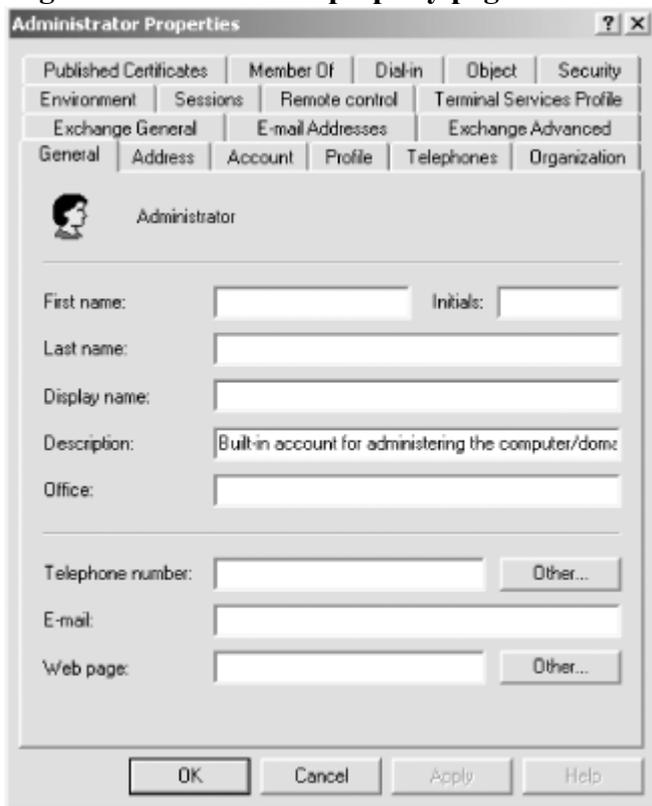 Administrator Properties ? ×
Published Certificates Member Of Dial-in Object Security
Environment Sessions Remote control Terminal Services Profile
Exchange General E-mail Addresses Exchange Advanced
General Address Account Profile Telephones Organization
Administrator
First name: Initials:
Last name:
Display name:
Description: Built-in account for administering the computer/doma
Office:
Telephone number: Other...
E-mail:
Web page: Other...
OK Cancel Apply Help